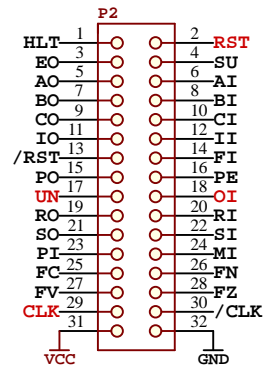 P2
HLT 1 2 RST
EO 3 4 SU
AO 5 6 AI
BO 7 8 BI
CO 9 10 CI
IO 11 12 II
/RST 13 14 FI
PO 15 16 PE
UN 17 18 OI
RO 19 20 RI
SO 21 22 SI
PI 23 24 MI
FC 25 26 FN
FV 27 28 FZ
CLK 29 30 /CLK
31 32
VCC GND